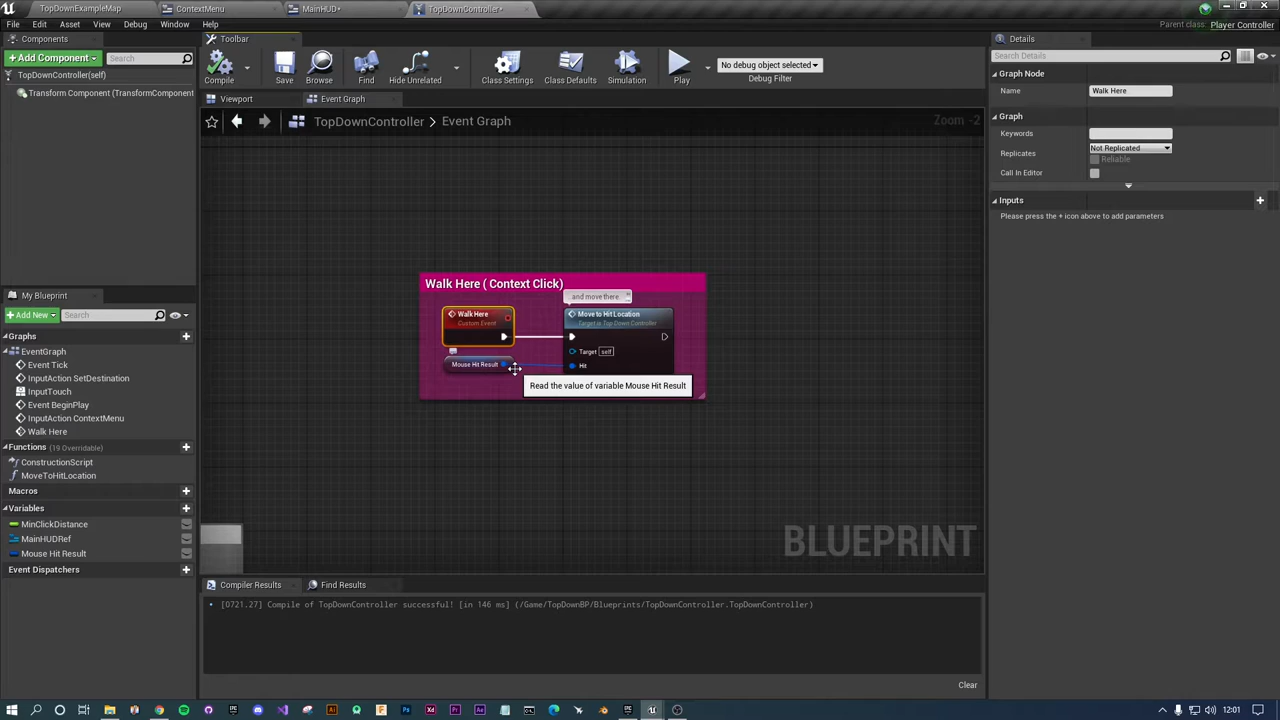 TopDownExampleMap
ContextMenu
MainHUD*
TopDownController*
File Edit Asset View Debug Window Help
Parent class: Player Controller
Components
Toolbar
Details
+ Add Component
Search
Compile
Save
Browse
Find
Hide Unrelated
Class Settings
Class Defaults
Simulation
Play
No debug object selected
Debug Filter
Search Details
TopDownController(self)
Transform Component (TransformComponent
Graph Node
Name Walk Here
Viewport
Event Graph
TopDownController > Event Graph
Zoom -2
Graph
Keywords
Replicates Not Replicated
Reliable
Call In Editor
Inputs
Please press the + icon above to add parameters
Walk Here ( Context Click)
... and move there.
Walk Here
Custom Event
Move to Hit Location
Target is Top Down Controller
Target self
Mouse Hit Result
Hit
Read the value of variable Mouse Hit Result
BLUEPRINT
My Blueprint
+ Add New
Search
Graphs
EventGraph
Event Tick
InputAction SetDestination
InputTouch
Event BeginPlay
InputAction ContextMenu
Walk Here
Functions (19 Overridable)
ConstructionScript
MoveToHitLocation
Macros
Variables
MinClickDistance
MainHUDRef
Mouse Hit Result
Event Dispatchers
Compiler Results
Find Results
[0721.27] Compile of TopDownController successful! [in 146 ms] (/Game/TopDownBP/Blueprints/TopDownController.TopDownController)
Clear
12:01